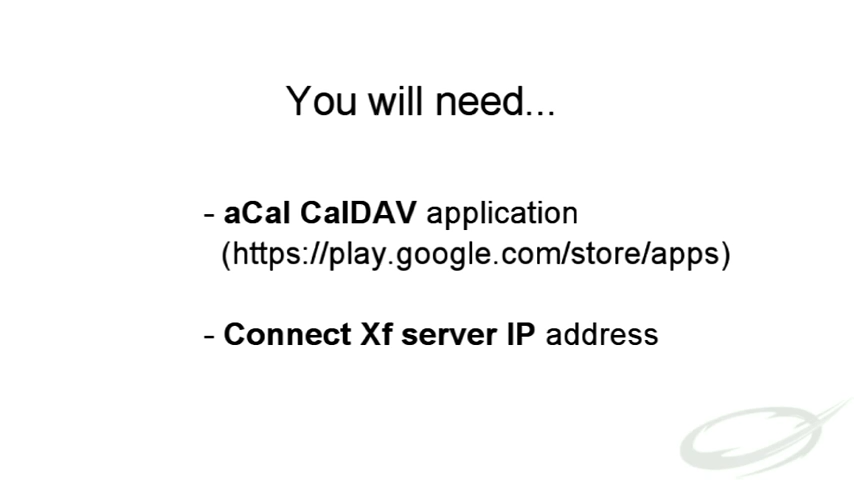 You will need...
- aCal CalDAV application
(https://play.google.com/store/apps)
- Connect Xf server IP address